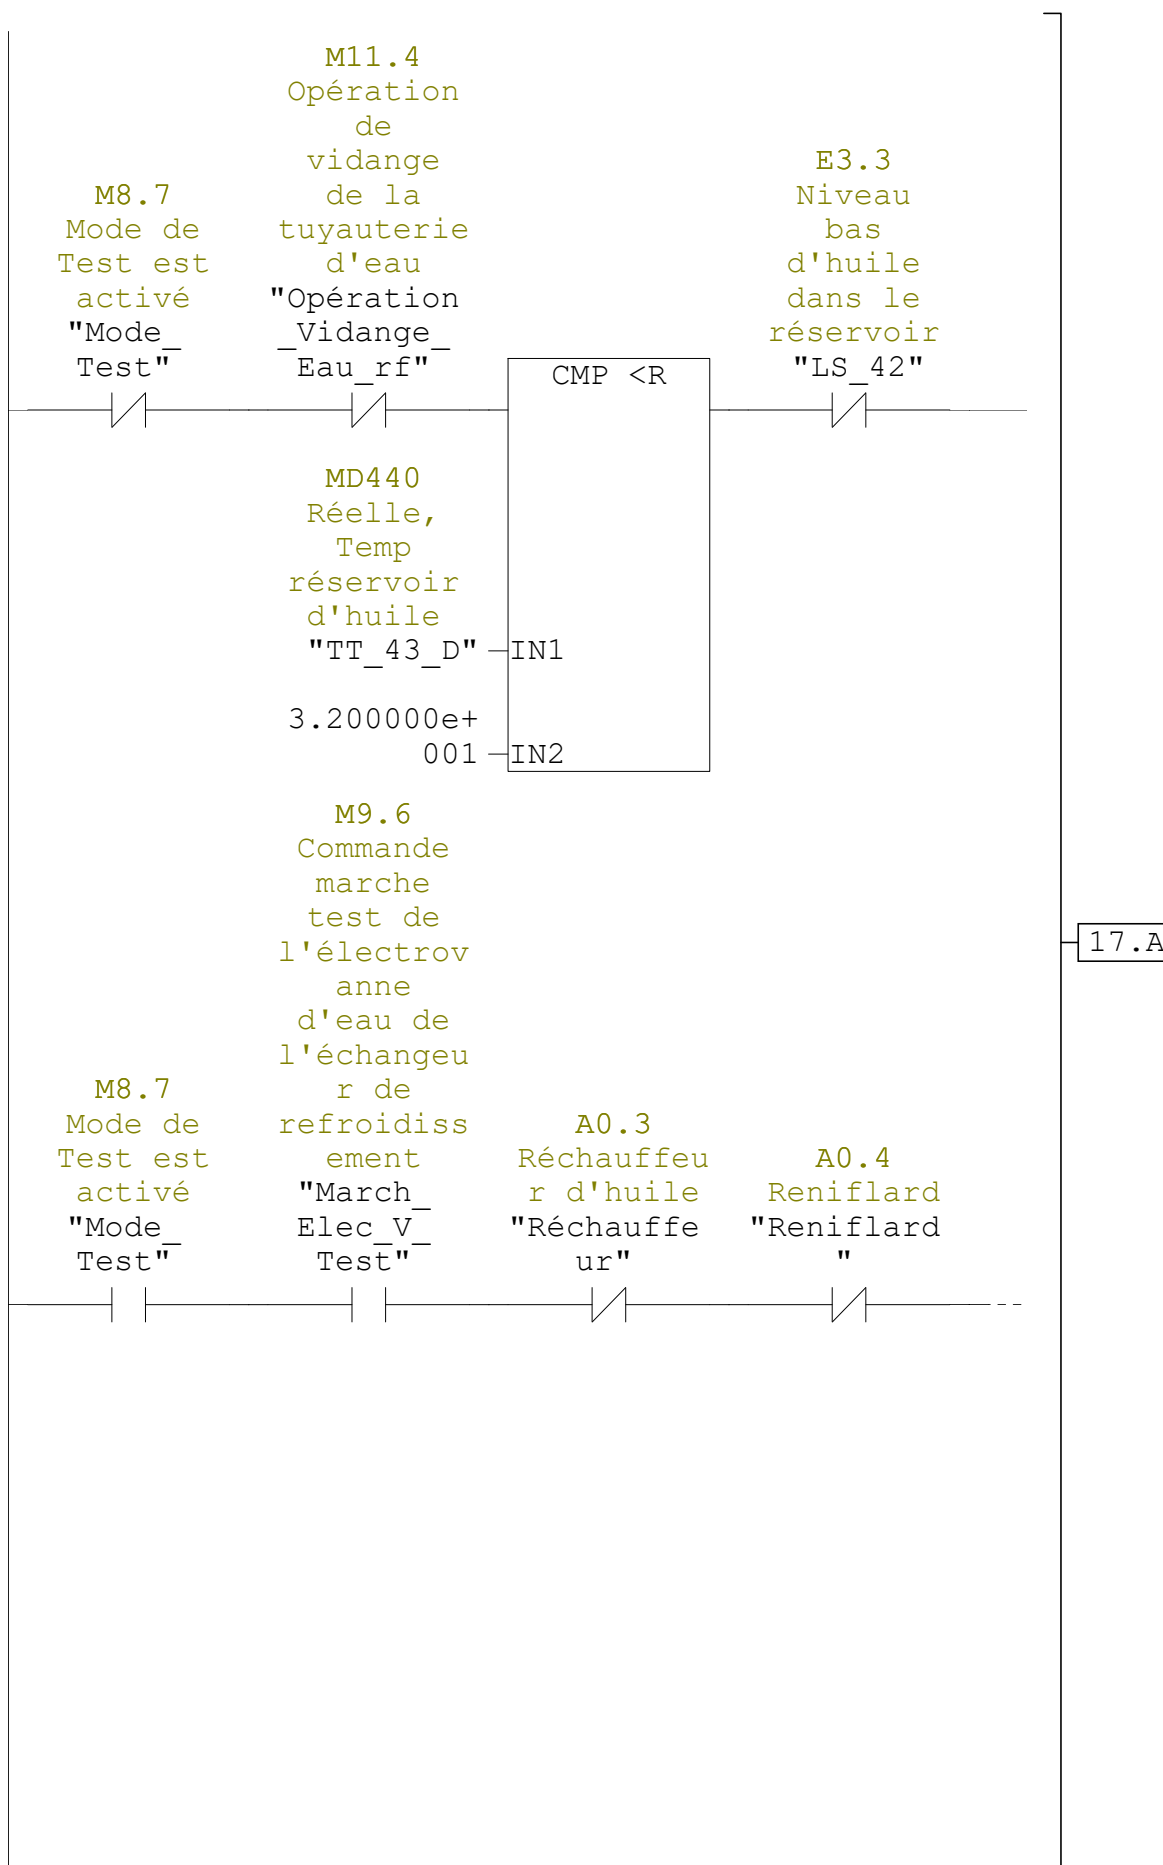 M11.4
Opération
de
vidange
de la
tuyauterie
d'eau
"Opération
_Vidange_
Eau_rf"
M8.7
Mode de
Test est
activé
"Mode_
Test"
E3.3
Niveau
bas
d'huile
dans le
réservoir
"LS_42"
CMP <R
MD440
Réelle,
Temp
réservoir
d'huile
"TT_43_D"
IN1
3.200000e+
001
IN2
M9.6
Commande
marche
test de
l'électrov
anne
d'eau de
l'échangeu
r de
refroidiss
ement
"March_
Elec_V_
Test"
17.A
M8.7
Mode de
Test est
activé
"Mode_
Test"
A0.3
Réchauffeu
r d'huile
"Réchauffe
ur"
A0.4
Reniflard
"Reniflard
"